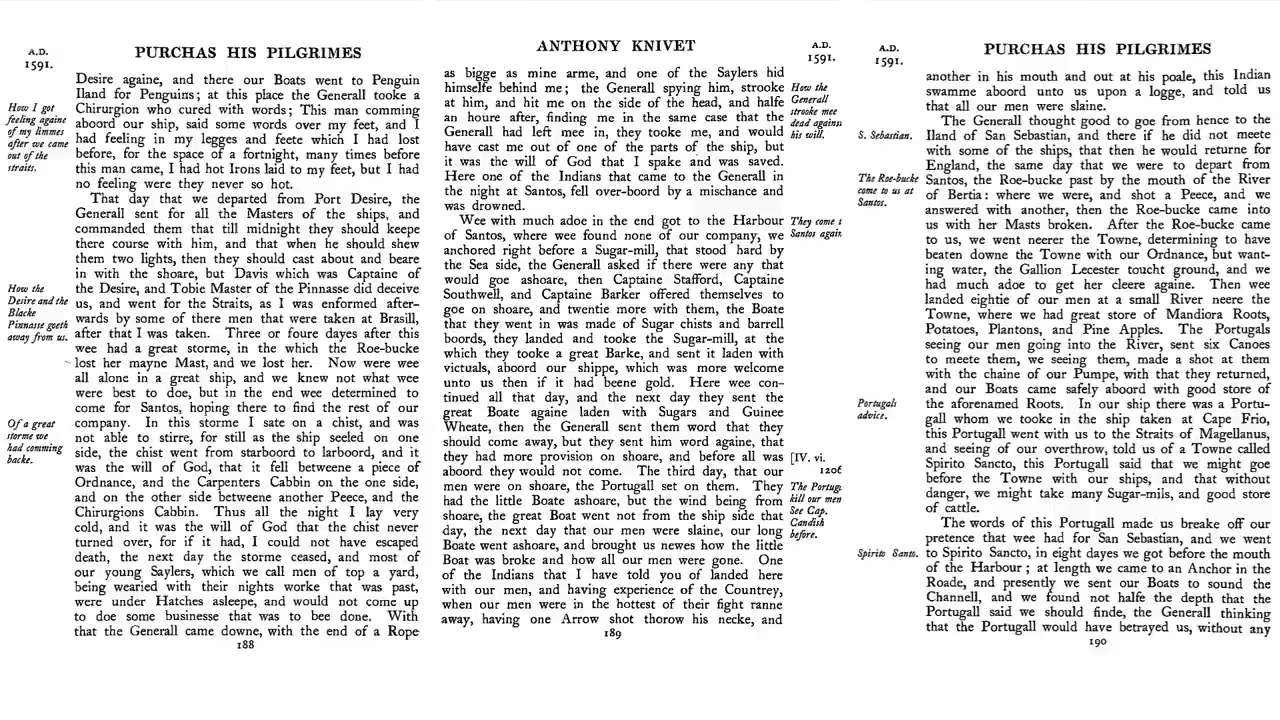 A.D.
1591.
PURCHAS HIS PILGRIMES
Desire againe, and there our Boats went to Penguin
Iland for Penguins; at this place the Generall tooke a
How I got
feeling againe
of my limmes
after we came
out of the
straits.
Chirurgion who cured with words; This man comming
aboord our ship, said some words over my feet, and I
had feeling in my legges and feete which I had lost
before, for the space of a fortnight, many times before
this man came, I had hot Irons laid to my feet, but I had
no feeling were they never so hot.
That day that we departed from Port Desire, the
Generall sent for all the Masters of the ships, and
commanded them that till midnight they should keepe
there course with him, and that when he should shew
them two lights, then they should cast about and beare
in with the shoare, but Davis which was Captaine of
How the
Desire and the
Blacke
Pinnasse goeth
away from us.
the Desire, and Tobie Master of the Pinnasse did deceive
us, and went for the Straits, as I was enformed after-
wards by some of there men that were taken at Brasill,
after that I was taken. Three or foure dayes after this
wee had a great storme, in the which the Roe-bucke
lost her mayne Mast, and we lost her. Now were wee
all alone in a great ship, and we knew not what wee
were best to doe, but in the end wee determined to
come for Santos, hoping there to find the rest of our
Of a great
storme we
had comming
backe.
company. In this storme I sate on a chist, and was
not able to stirre, for still as the ship seeled on one
side, the chist went from starboord to larboord, and it
was the will of God, that it fell betweene a piece of
Ordnance, and the Carpenters Cabbin on the one side,
and on the other side betweene another Peece, and the
Chirurgions Cabbin. Thus all the night I lay very
cold, and it was the will of God that the chist never
turned over, for if it had, I could not have escaped
death, the next day the storme ceased, and most of
our young Saylers, which we call men of top a yard,
being wearied with their nights worke that was past,
were under Hatches asleepe, and would not come up
to doe some businesse that was to bee done. With
that the Generall came downe, with the end of a Rope
188
ANTHONY KNIVET
A.D.
1591.
as bigge as mine arme, and one of the Saylers hid
himselfe behind me; the Generall spying him, strooke
How the
Generall
stroke mee
dead against
his will.
at him, and hit me on the side of the head, and halfe
an houre after, finding me in the same case that the
Generall had left mee in, they tooke me, and would
have cast me out of one of the parts of the ship, but
it was the will of God that I spake and was saved.
Here one of the Indians that came to the Generall in
the night at Santos, fell over-boord by a mischance and
was drowned.
Wee with much adoe in the end got to the Harbour
They come t
Santos again
of Santos, where wee found none of our company, we
anchored right before a Sugar-mill, that stood hard by
the Sea side, the Generall asked if there were any that
would goe ashoare, then Captaine Stafford, Captaine
Southwell, and Captaine Barker offered themselves to
goe on shoare, and twentie more with them, the Boate
that they went in was made of Sugar chists and barrell
boords, they landed and tooke the Sugar-mill, at the
which they tooke a great Barke, and sent it laden with
victuals, aboord our shippe, which was more welcome
unto us then if it had beene gold. Here wee con-
tinued all that day, and the next day they sent the
great Boate againe laden with Sugars and Guinee
Wheate, then the Generall sent them word that they
should come away, but they sent him word againe, that
they had more provision on shoare, and before all was
[IV. vi.
1206
aboord they would not come. The third day, that our
men were on shoare, the Portugall set on them. They
The Portug
kill our men
See Cap.
Candish
before.
had the little Boate ashoare, but the wind being from
shoare, the great Boat went not from the ship side that
day, the next day that our men were slaine, our long
Boate went ashoare, and brought us newes how the little
Boat was broke and how all our men were gone. One
of the Indians that I have told you of landed here
with our men, and having experience of the Countrey,
when our men were in the hottest of their fight ranne
away, having one Arrow shot thorow his necke, and
189
A.D.
1591.
PURCHAS HIS PILGRIMES
another in his mouth and out at his poale, this Indian
swamme aboord unto us upon a logge, and told us
that all our men were slaine.
The Generall thought good to goe from hence to the
S. Sebastian.
Iland of San Sebastian, and there if he did not meete
with some of the ships, that then he would returne for
England, the same day that we were to depart from
The Roe-bucke
come to us at
Santos.
Santos, the Roe-bucke past by the mouth of the River
of Bertia: where we were, and shot a Peece, and we
answered with another, then the Roe-bucke came into
us with her Masts broken. After the Roe-bucke came
to us, we went neerer the Towne, determining to have
beaten downe the Towne with our Ordnance, but want-
ing water, the Gallion Lecester toucht ground, and we
had much adoe to get her cleere againe. Then wee
landed eightie of our men at a small River neere the
Towne, where we had great store of Mandiora Roots,
Potatoes, Plantons, and Pine Apples. The Portugals
seeing our men going into the River, sent six Canoes
to meete them, we seeing them, made a shot at them
with the chaine of our Pumpe, with that they returned,
and our Boats came safely aboord with good store of
Portugals
advice.
the aforenamed Roots. In our ship there was a Portu-
gall whom we tooke in the ship taken at Cape Frio,
this Portugall went with us to the Straits of Magellanus,
and seeing of our overthrow, told us of a Towne called
Spirito Sancto, this Portugall said that we might goe
before the Towne with our ships, and that without
danger, we might take many Sugar-mils, and good store
of cattle.
The words of this Portugall made us breake off our
pretence that wee had for San Sebastian, and we went
Spirito Santo.
to Spirito Sancto, in eight dayes we got before the mouth
of the Harbour; at length we came to an Anchor in the
Roade, and presently we sent our Boats to sound the
Channell, and we found not halfe the depth that the
Portugall said we should finde, the Generall thinking
that the Portugall would have betrayed us, without any
190